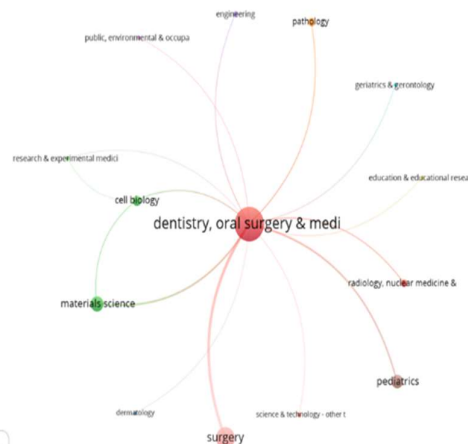 engineering
pathology
public, environmental & occupa
geriatrics & gerontology
research & experimental medici
education & educational resea
cell biology
dentistry, oral surgery & medi
radiology, nuclear medicine &
materials science
pediatrics
dermatology
science & technology - other t
surgery